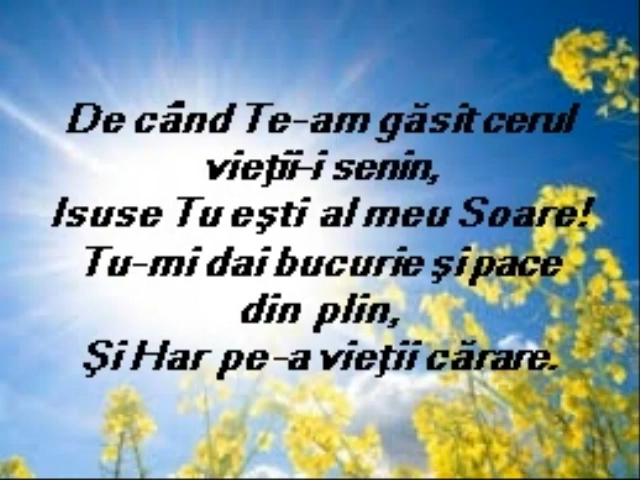 De când Te-am găsit cerul
vieţii-i senin,
Isuse Tu eşti al meu Soare!
Tu-mi dai bucurie şi pace
din plin,
Şi Har pe-a vieţii cărare.